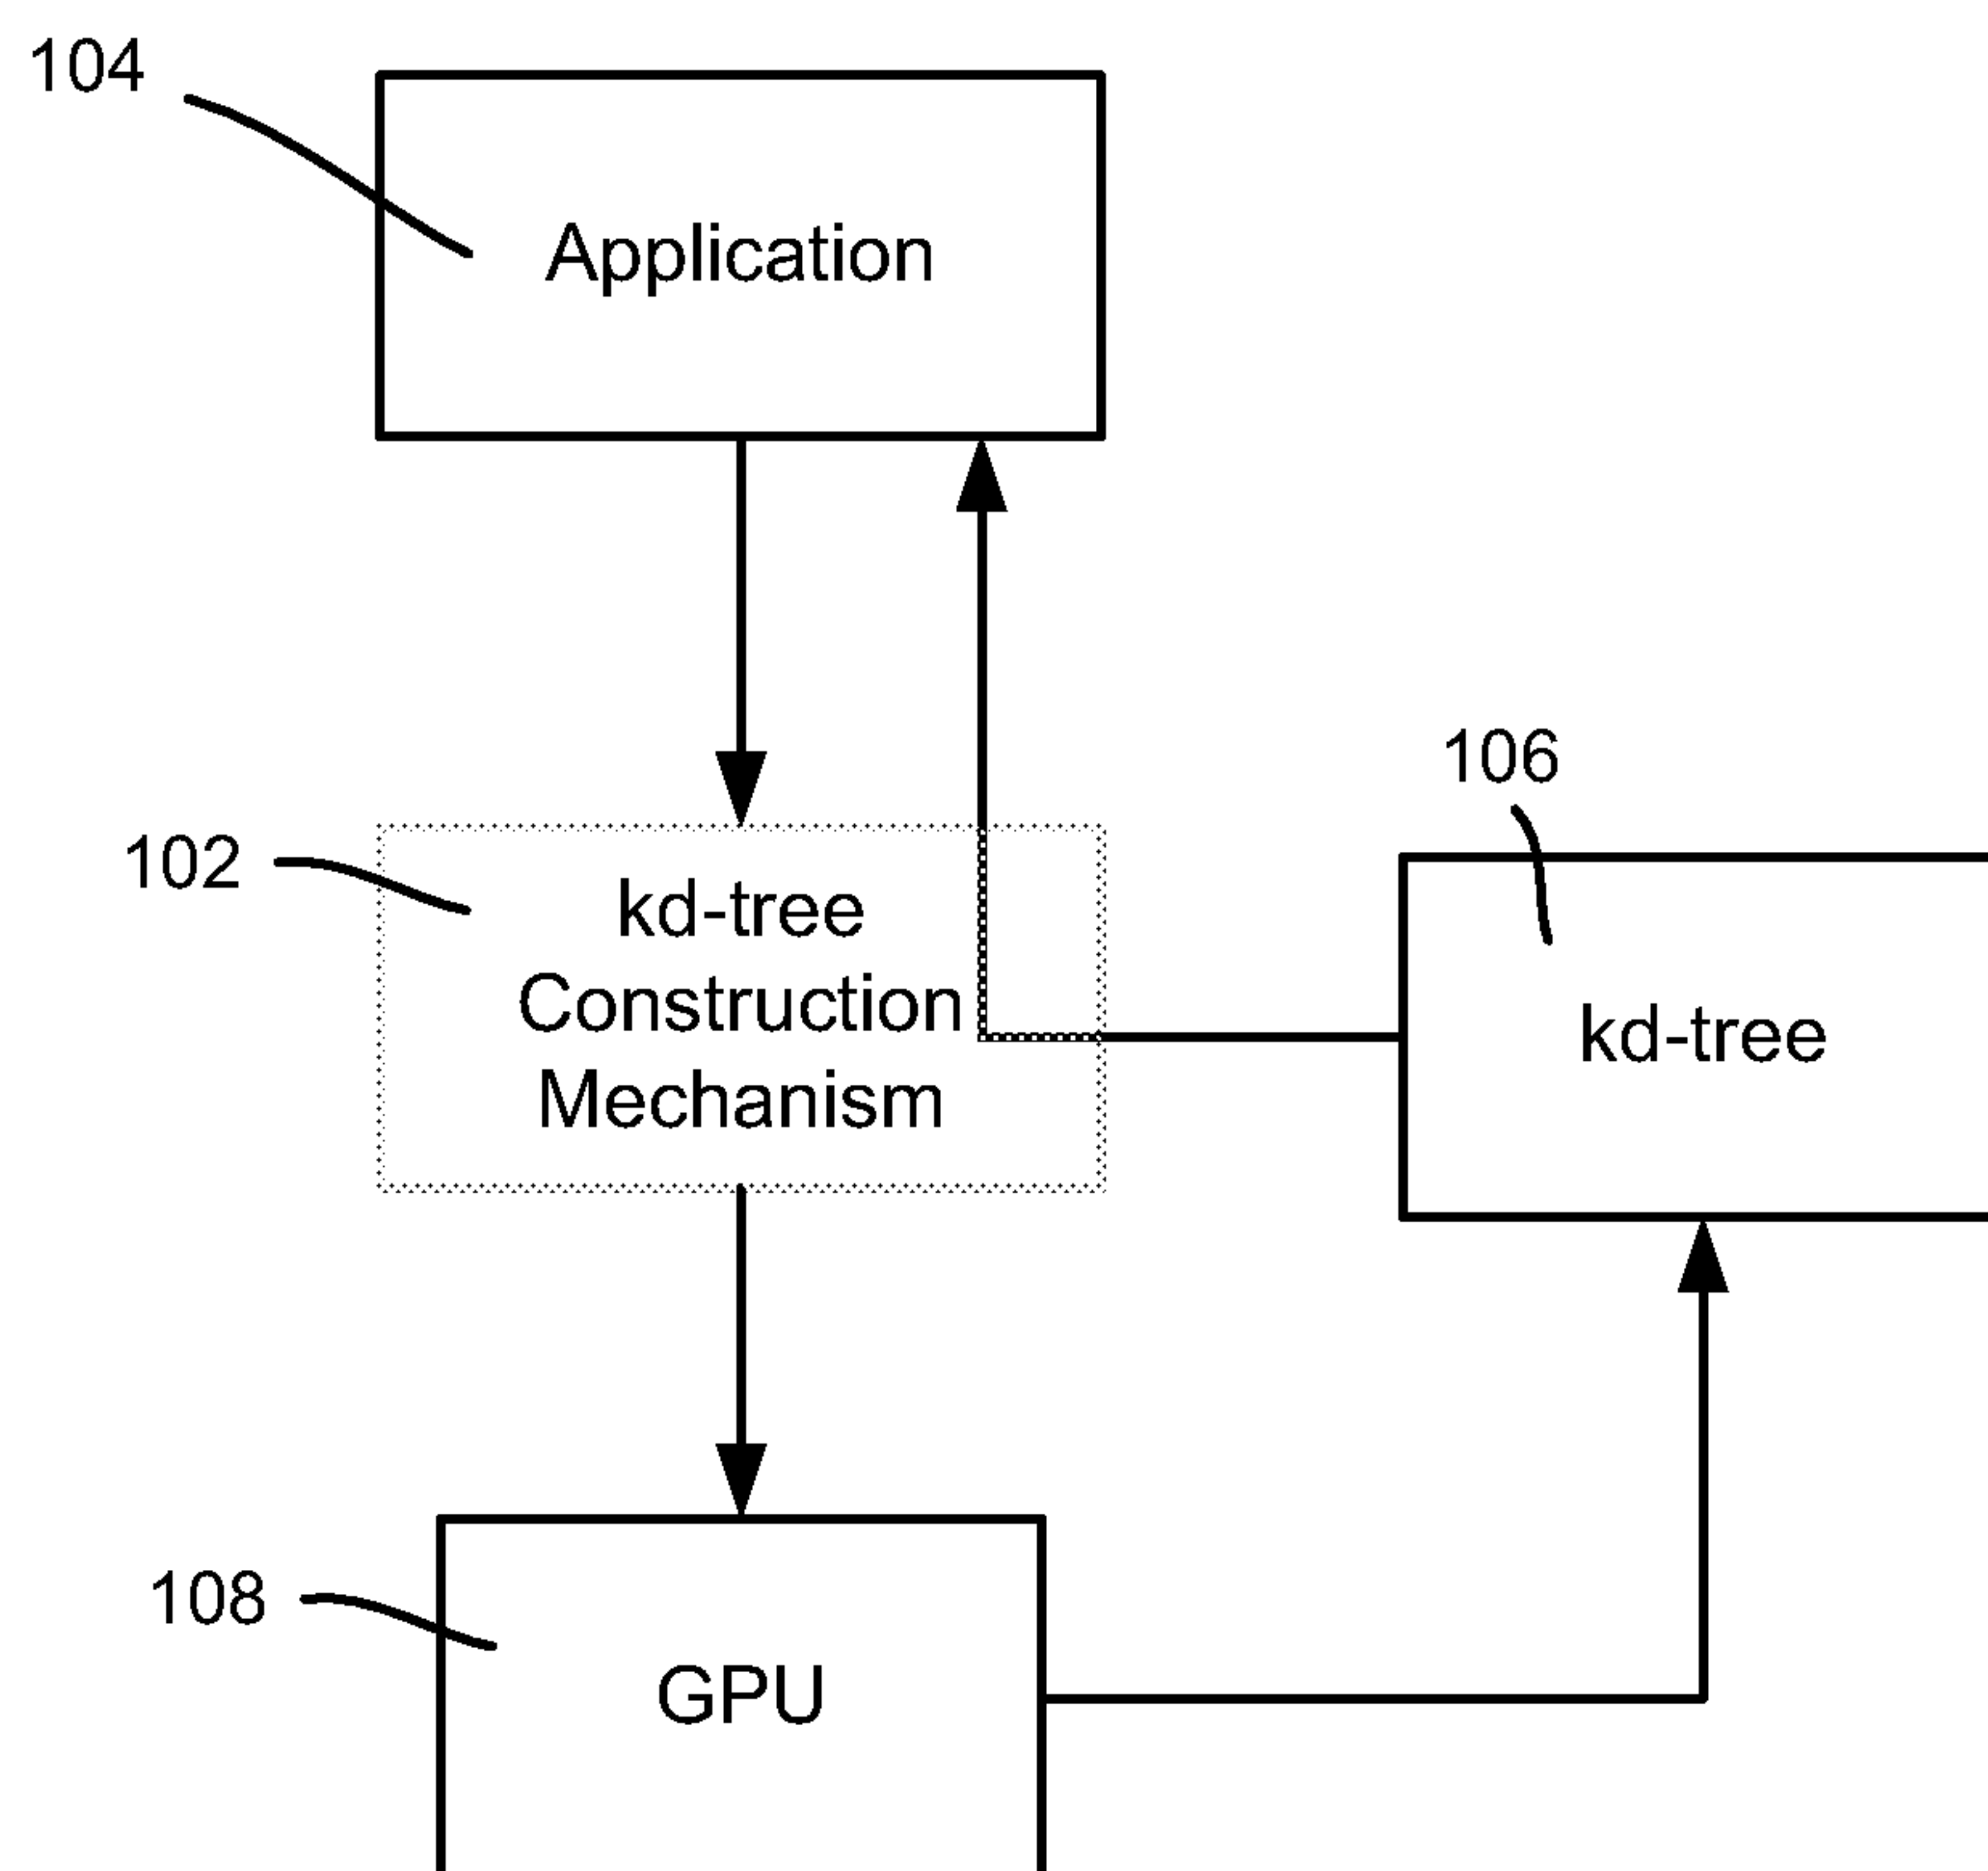 104
Application
106
102
kd-tree
Construction
Mechanism
kd-tree
108
GPU